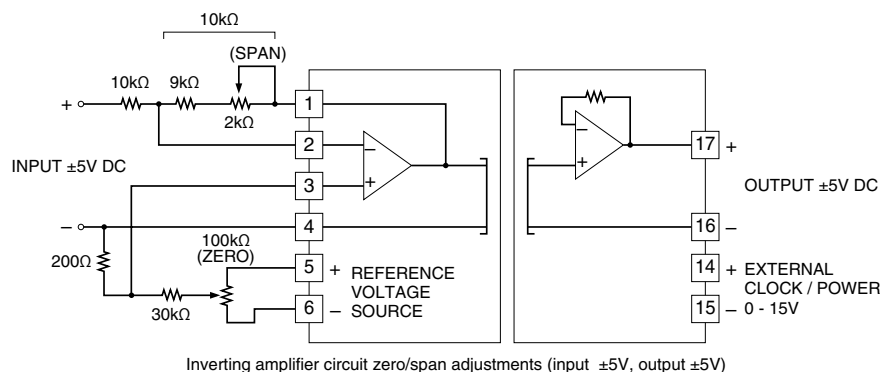 10kΩ
(SPAN)
10kΩ 9kΩ
2kΩ
+
1
2
−
3
+
4
−
INPUT ±5V DC
200Ω
100kΩ
(ZERO)
30kΩ
5 +
6 −
REFERENCE
VOLTAGE
SOURCE
−
+
17 +
OUTPUT ±5V DC
16 −
14 +
15 −
EXTERNAL
CLOCK / POWER
0 - 15V
Inverting amplifier circuit zero/span adjustments (input ±5V, output ±5V)